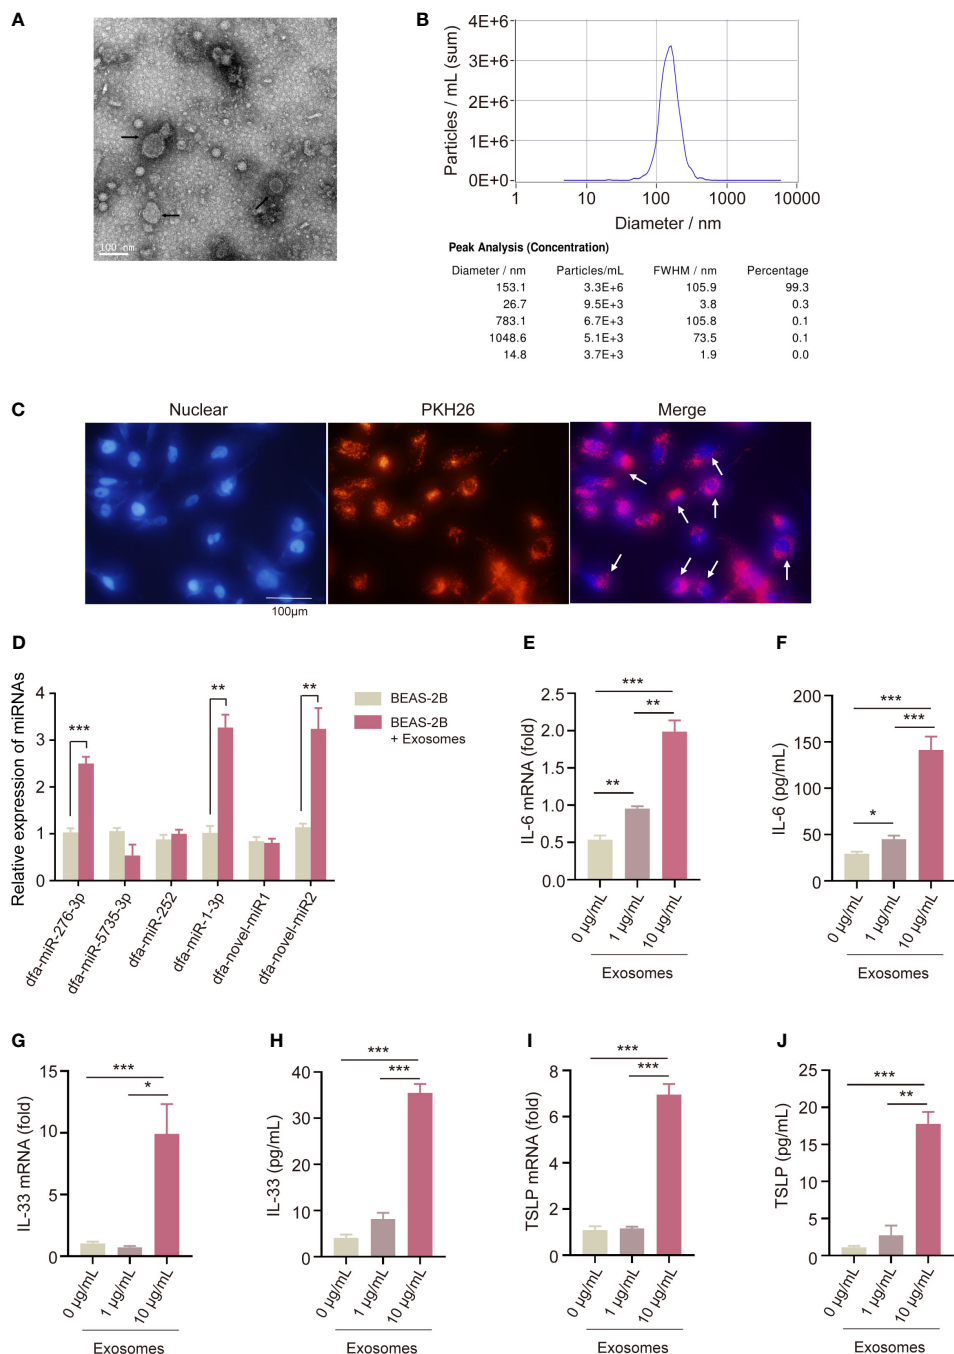 A
100 nm
B
Particles / mL (sum)
4E+6
3E+6
2E+6
1E+6
0E+6
1
10
100
1000
10000
Diameter / nm
Peak Analysis (Concentration)
Diameter / nm Particles/mL FWHM / nm Percentage
153.1 3.3E+6 105.9 99.3
26.7 9.5E+3 3.8 0.3
783.1 6.7E+3 105.8 0.1
1048.6 5.1E+3 73.5 0.1
14.8 3.7E+3 1.9 0.0
C
Nuclear
PKH26
Merge
100μm
D
Relative expression of miRNAs
4
3
2
1
0
***
**
**
dfa-miR-276-3p
dfa-miR-5735-3p
dfa-miR-252
dfa-miR-1-3p
dfa-novel-miR1
dfa-novel-miR2
BEAS-2B
BEAS-2B
+ Exosomes
E
IL-6 mRNA (fold)
2.5
2.0
1.5
1.0
0.5
0.0
***
**
**
0 μg/mL
1 μg/mL
10 μg/mL
Exosomes
F
IL-6 (pg/mL)
200
150
100
50
0
***
***
*
0 μg/mL
1 μg/mL
10 μg/mL
Exosomes
G
IL-33 mRNA (fold)
15
10
5
0
***
*
0 μg/mL
1 μg/mL
10 μg/mL
Exosomes
H
IL-33 (pg/mL)
40
30
20
10
0
***
***
0 μg/mL
1 μg/mL
10 μg/mL
Exosomes
I
TSLP mRNA (fold)
8
6
4
2
0
***
***
0 μg/mL
1 μg/mL
10 μg/mL
Exosomes
J
TSLP (pg/mL)
25
20
15
10
5
0
***
**
0 μg/mL
1 μg/mL
10 μg/mL
Exosomes